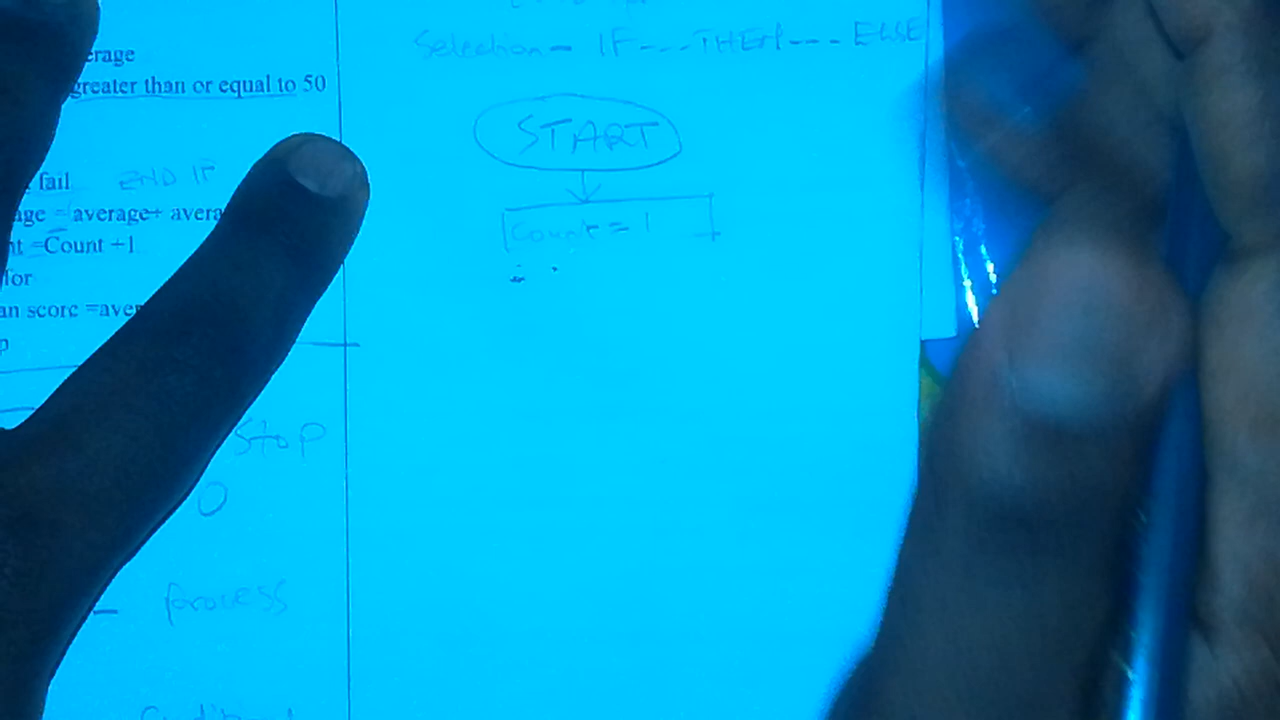 erage
greater than or equal to 50
fail END IF
age = average+ avera
nt =Count +1
for
an score =aver
p
Stop
O
- process
Selection - IF --- THEN --- ELSE
START
Count = 1